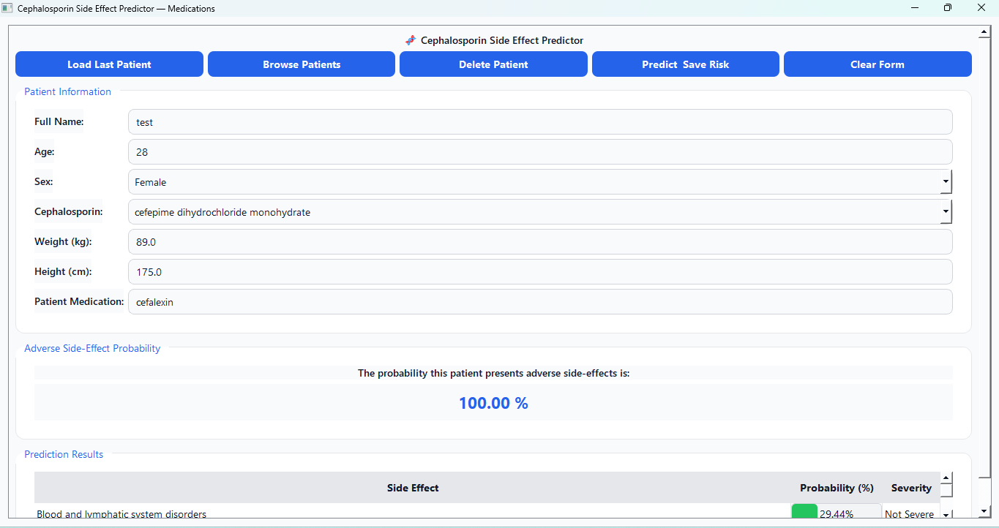 Cephalosporin Side Effect Predictor — Medications
Cephalosporin Side Effect Predictor
Load Last Patient Browse Patients Delete Patient Predict  Save Risk Clear Form
Patient Information
Full Name: test
Age: 28
Sex: Female
Cephalosporin: cefepime dihydrochloride monohydrate
Weight (kg): 89.0
Height (cm): 175.0
Patient Medication: cefalexin
Adverse Side-Effect Probability
The probability this patient presents adverse side-effects is:
100.00 %
Prediction Results
Side Effect Probability (%) Severity
Blood and lymphatic system disorders 29.44% Not Severe